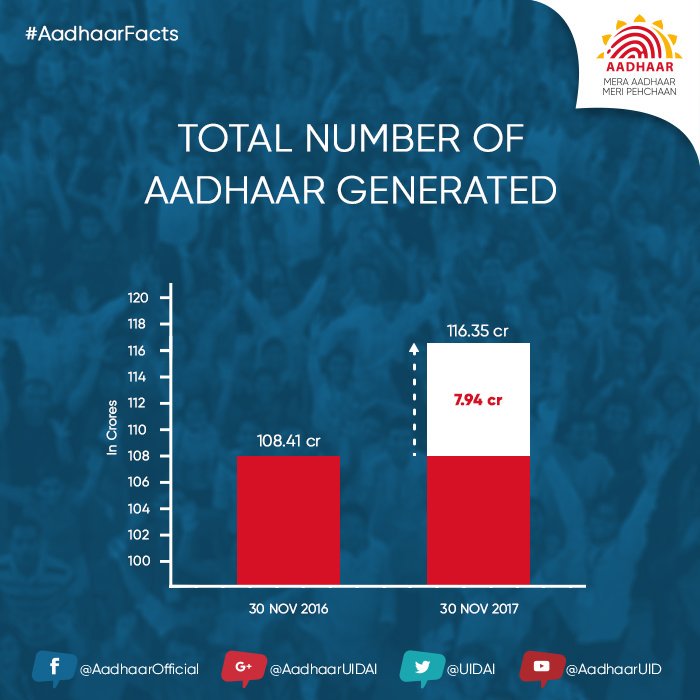 #AadhaarFacts
AADHAAR
MERA AADHAAR
MERI PEHCHAAN
TOTAL NUMBER OF
AADHAAR GENERATED
In Crores
120
118
116
114
112
110
108
106
104
102
100
108.41 cr
116.35 cr
7.94 cr
30 NOV 2016
30 NOV 2017
f @AadhaarOfficial
G+ @AadhaarUIDAI
@UIDAI
@AadhaarUID